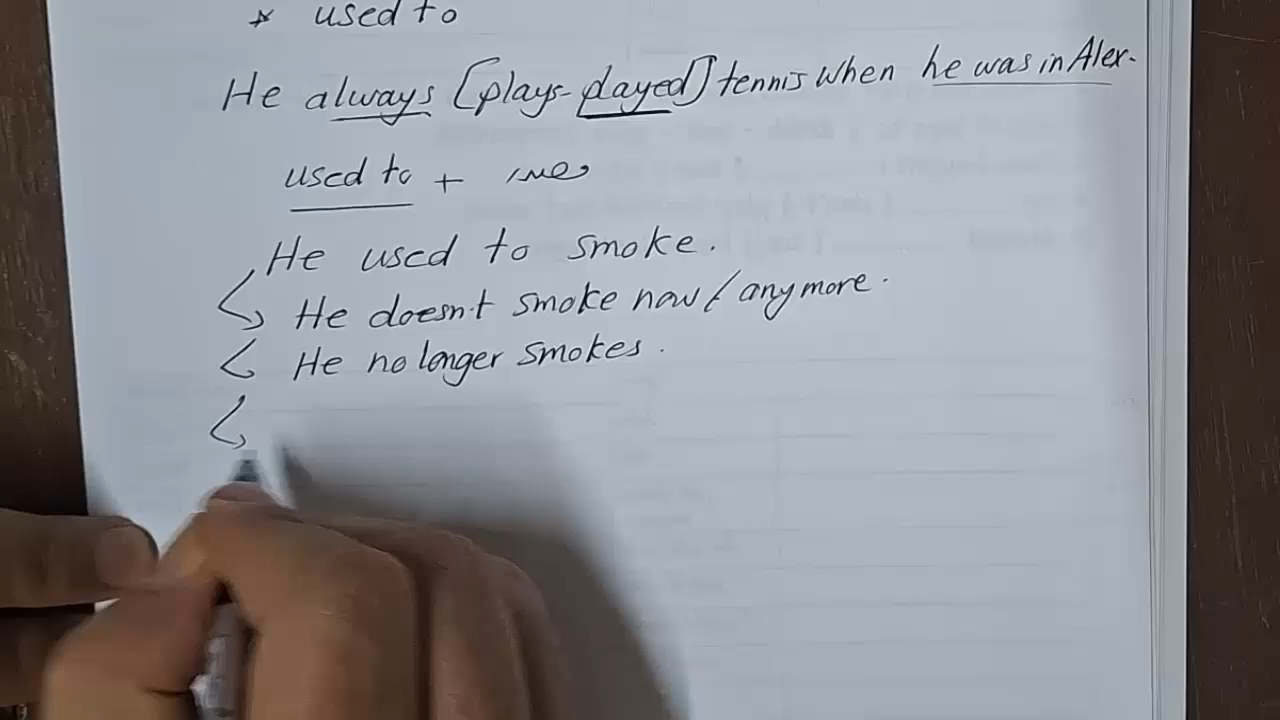 * used to
He always [plays - played] tennis when he was in Alex.
used to +
He used to smoke.
He doesn't smoke now / anymore.
He no longer smokes.